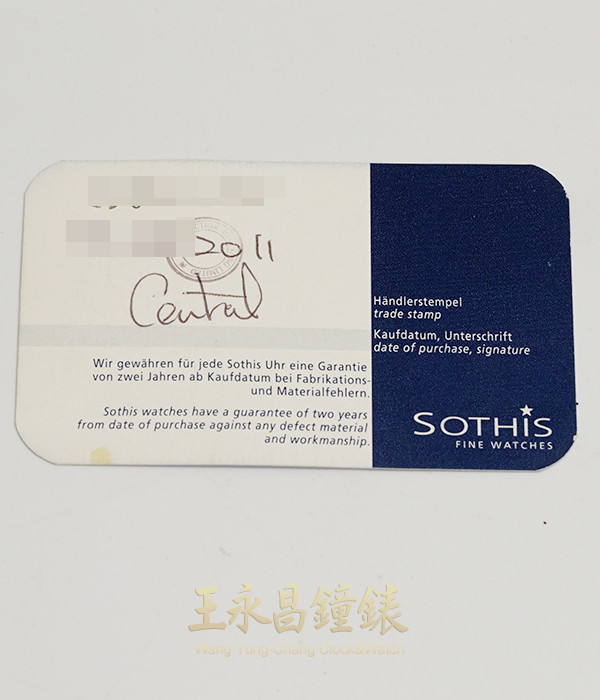 2011
Central
Händlerstempel
trade stamp
Kaufdatum, Unterschrift
date of purchase, signature
Wir gewähren für jede Sothis Uhr eine Garantie
von zwei Jahren ab Kaufdatum bei Fabrikations-
und Materialfehlern.
Sothis watches have a guarantee of two years
from date of purchase against any defect material
and workmanship.
SOTHIS
FINE WATCHES
王永昌鐘錶
Wang Yung-Chang Clock&Watch